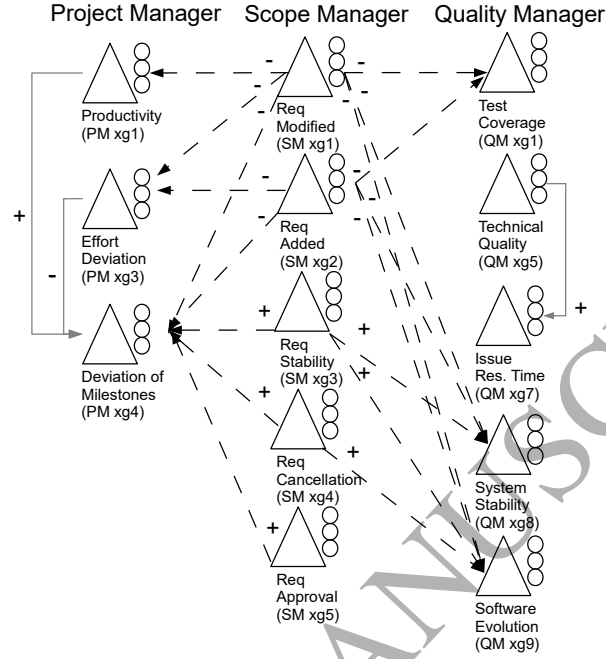 Project Manager Scope Manager Quality Manager
- - - -
- - -
- -
Productivity
(PM xg1)
Req
Modified
(SM xg1)
Test
Coverage
(QM xg1)
+
-
- -
- -
- -
Effort
Deviation
(PM xg3)
Req
Added
(SM xg2)
Technical
Quality
(QM xg5)
+ + +
Deviation of
Milestones
(PM xg4)
Req
Stability
(SM xg3)
Issue
Res. Time
(QM xg7)
+ +
+
Req
Cancellation
(SM xg4)
System
Stability
(QM xg8)
+
Req
Approval
(SM xg5)
Software
Evolution
(QM xg9)
ANUSC